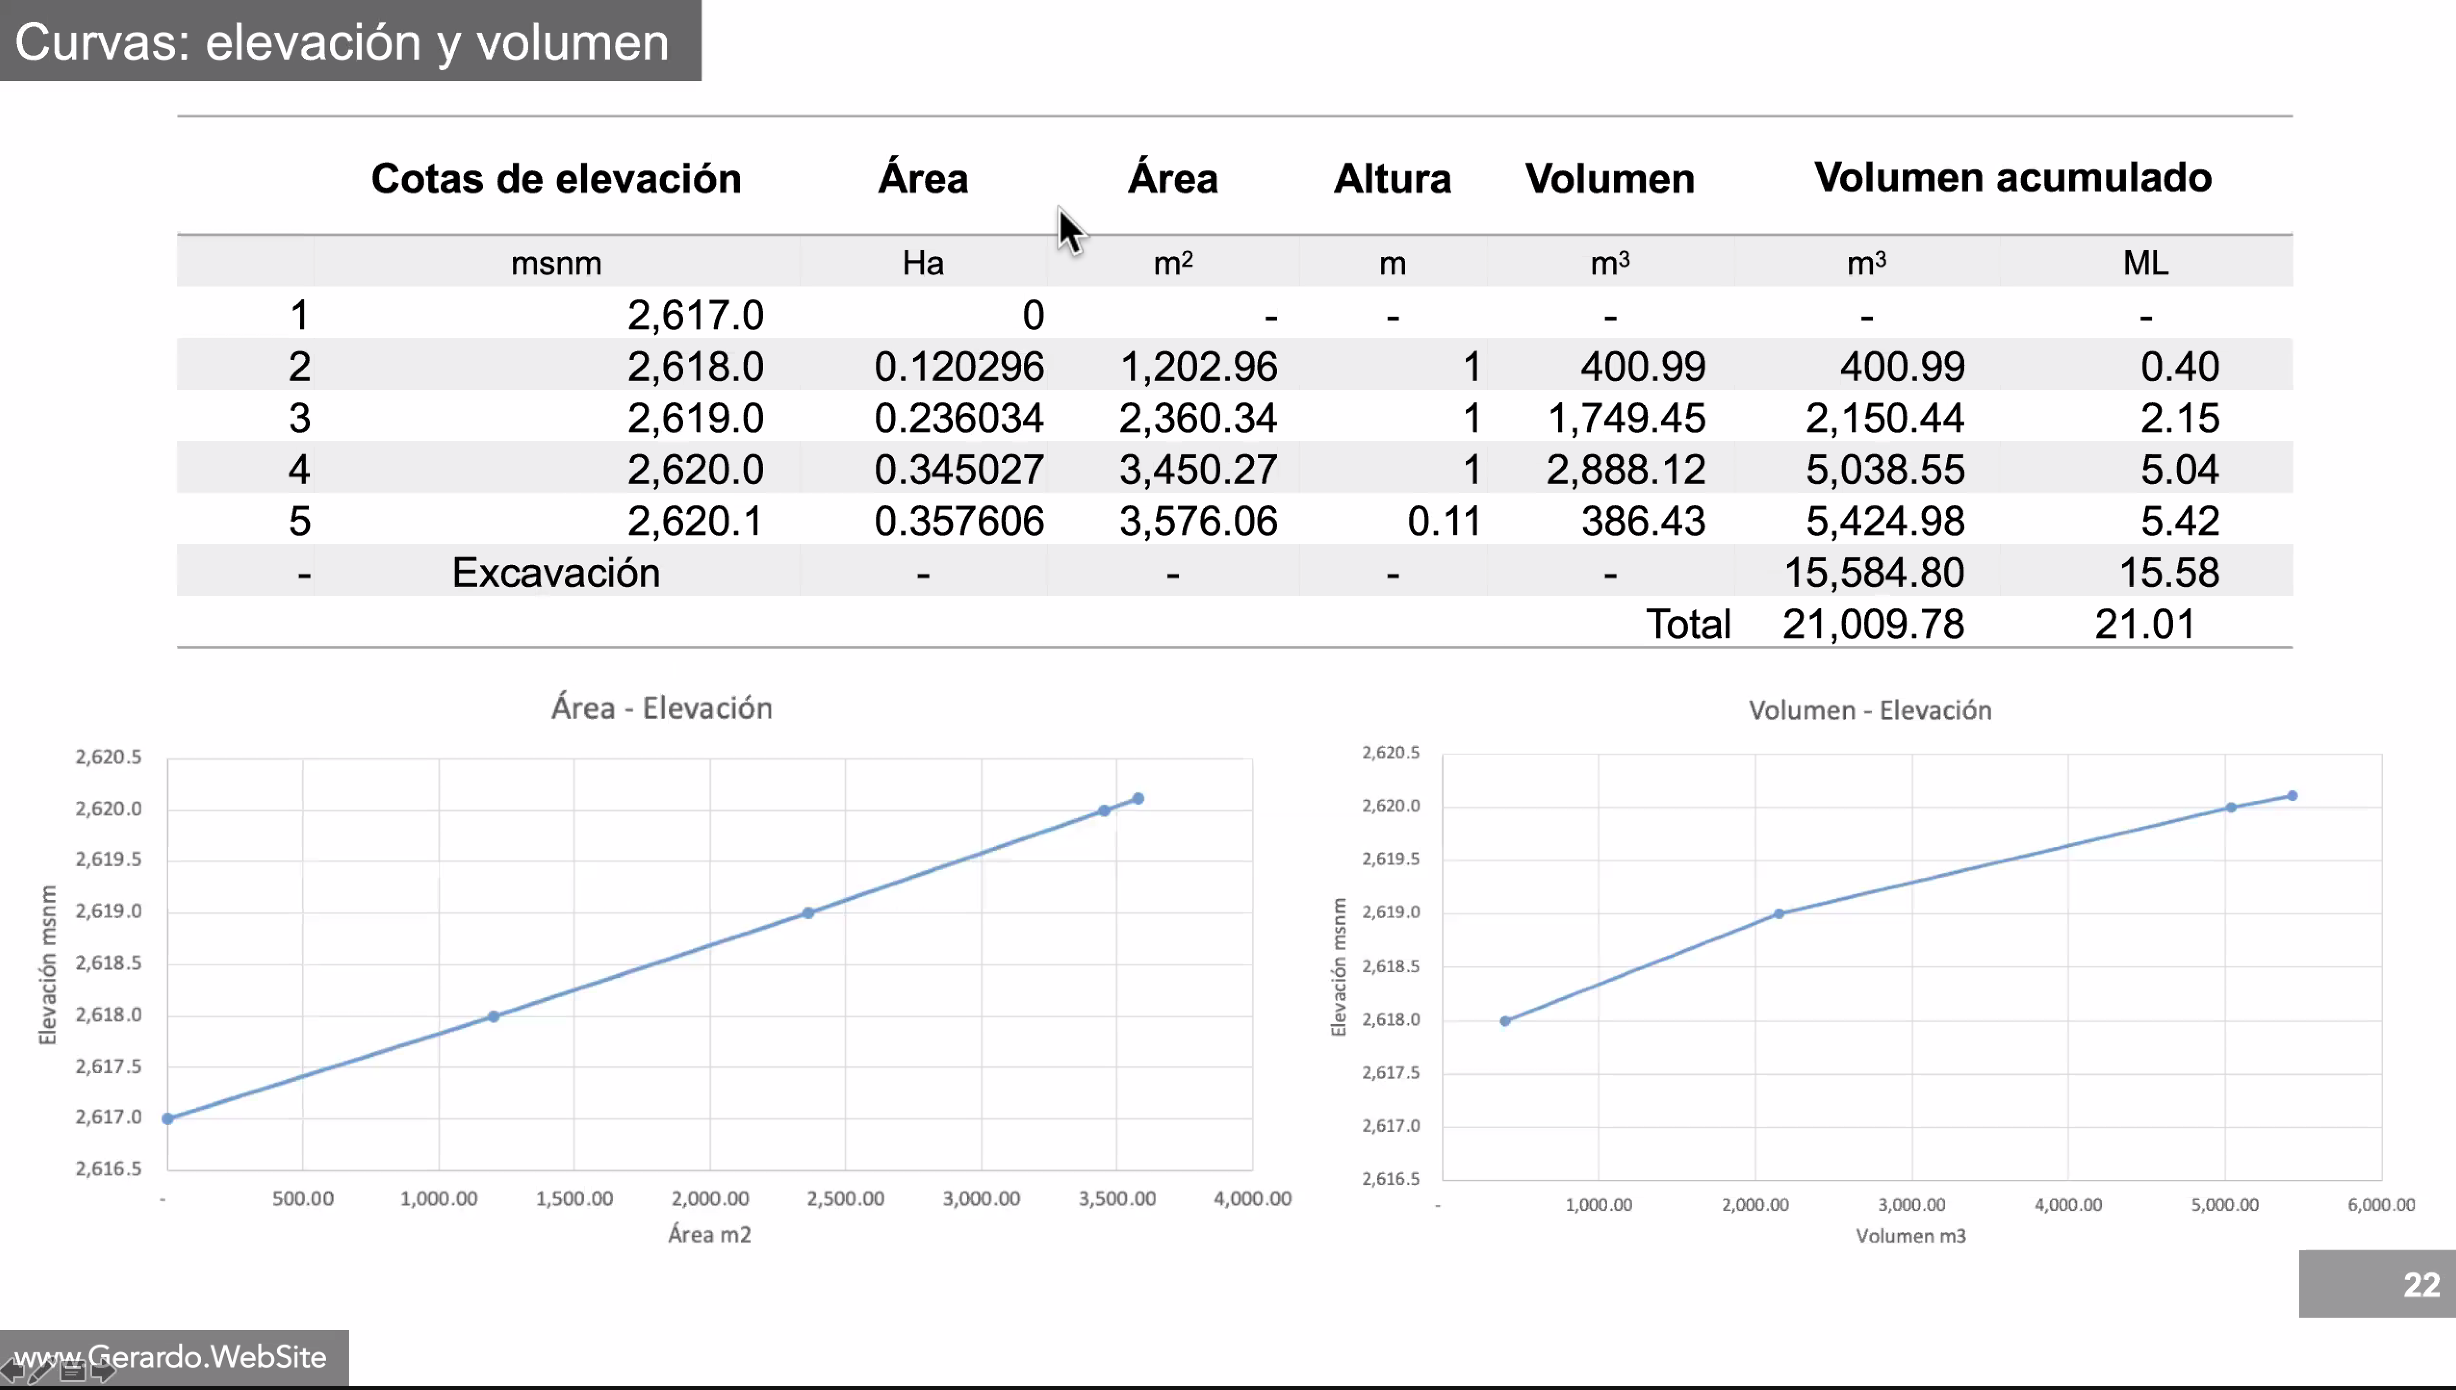 Curvas: elevación y volumen
Cotas de elevación Área Área Altura Volumen Volumen acumulado
msnm Ha m² m m³ m³ ML
1 2,617.0 0 - - - - -
2 2,618.0 0.120296 1,202.96 1 400.99 400.99 0.40
3 2,619.0 0.236034 2,360.34 1 1,749.45 2,150.44 2.15
4 2,620.0 0.345027 3,450.27 1 2,888.12 5,038.55 5.04
5 2,620.1 0.357606 3,576.06 0.11 386.43 5,424.98 5.42
- Excavación - - - - 15,584.80 15.58
Total 21,009.78 21.01
Área - Elevación
2,620.5
2,620.0
2,619.5
2,619.0
2,618.5
2,618.0
2,617.5
2,617.0
2,616.5
Elevación msnm
- 500.00 1,000.00 1,500.00 2,000.00 2,500.00 3,000.00 3,500.00 4,000.00
Área m2
Volumen - Elevación
2,620.5
2,620.0
2,619.5
2,619.0
2,618.5
2,618.0
2,617.5
2,617.0
2,616.5
Elevación msnm
- 1,000.00 2,000.00 3,000.00 4,000.00 5,000.00 6,000.00
Volumen m3
22
www.Gerardo.WebSite